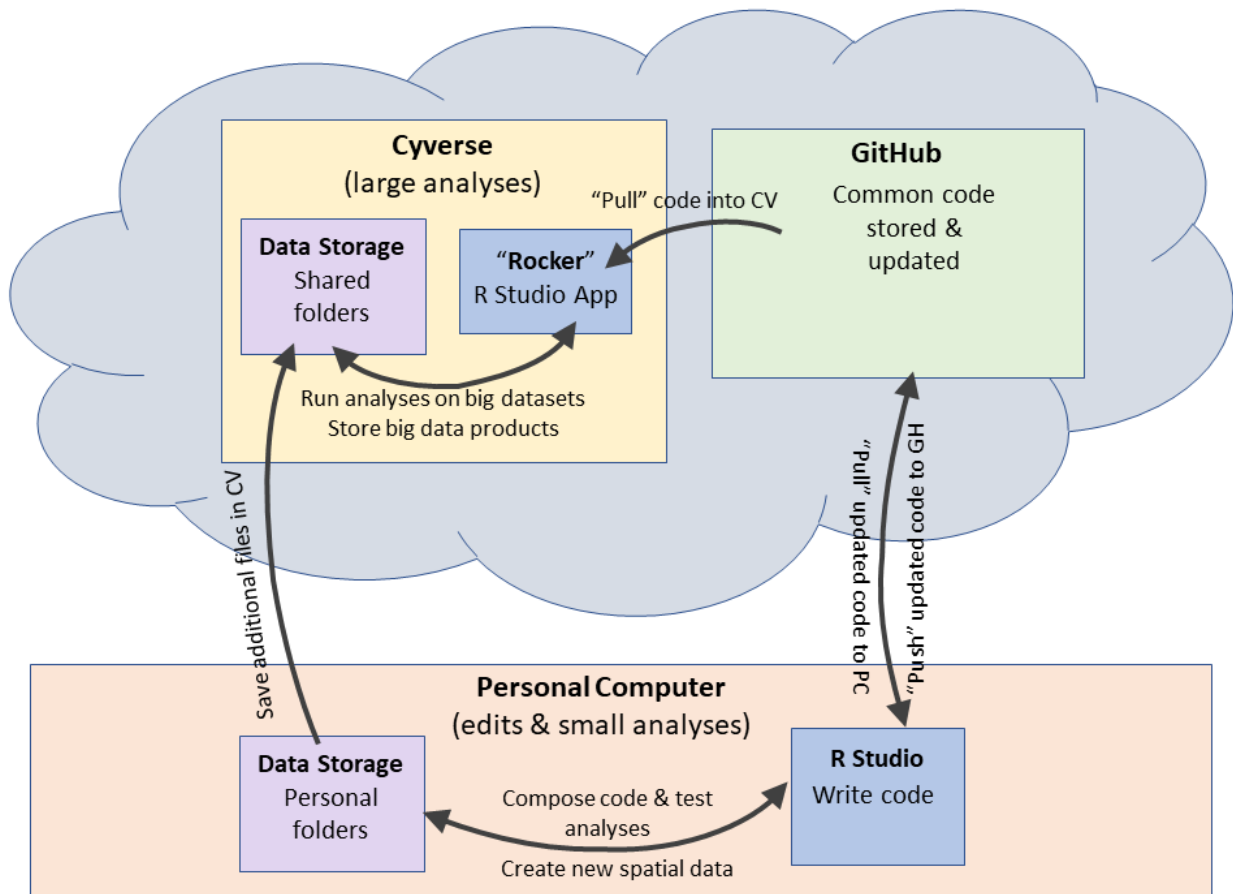 Cyverse
(large analyses)
GitHub
Common code
stored &
updated
“Pull” code into CV
Data Storage
Shared
folders
“Rocker”
R Studio App
Run analyses on big datasets
Store big data products
Save additional files in CV
“Pull” updated code to PC
“Push” updated code to GH
Personal Computer
(edits & small analyses)
Data Storage
Personal
folders
R Studio
Write code
Compose code & test
analyses
Create new spatial data